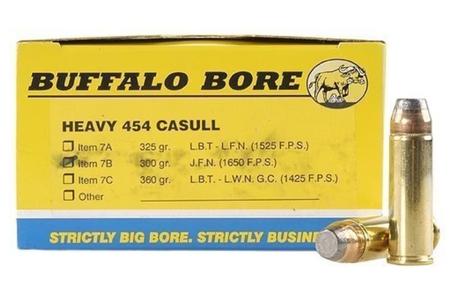 BUFFALO BORE
HEAVY 454 CASULL
Item 7A 325 gr. L.B.T - L.F.N. (1525 F.P.S.)
Item 7B 300 gr. J.F.N. (1650 F.P.S.)
Item 7C 360 gr. L.B.T. - L.W.N. G.C. (1425 F.P.S.)
Other
STRICTLY BIG BORE. STRICTLY BUSINE